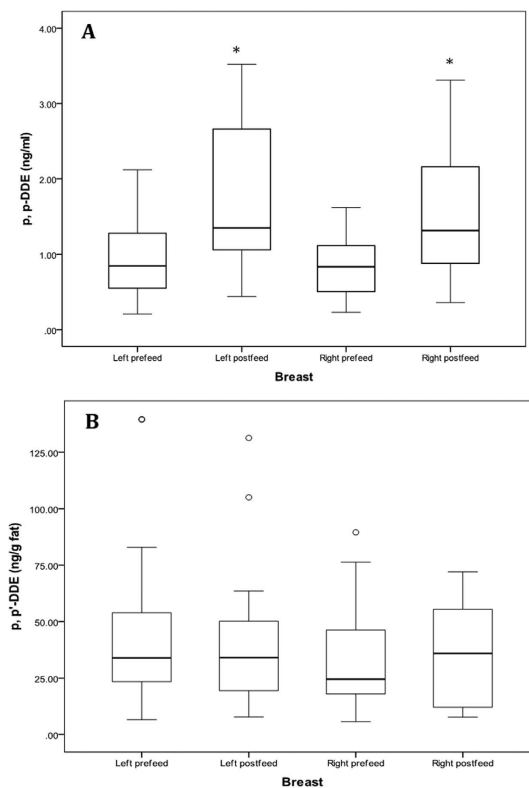 A
4.00
*
*
3.00
2.00
1.00
.00
p, p-DDE (ng/ml)
Left prefeed Left postfeed Right prefeed Right postfeed
Breast
B
125.00
100.00
75.00
50.00
25.00
.00
p, p'-DDE (ng/g fat)
Left prefeed Left postfeed Right prefeed Right postfeed
Breast